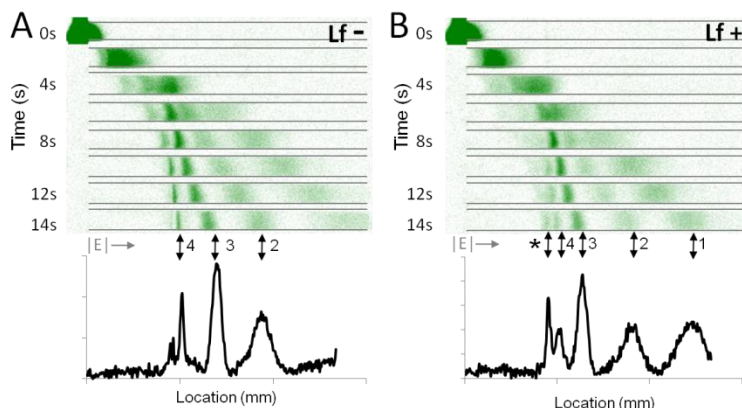 A
Lf -
Time (s)
0s
4s
8s
12s
14s
|E| →
4
3
2
Location (mm)
B
Lf +
Time (s)
0s
4s
8s
12s
14s
|E| →
*
4
3
2
1
Location (mm)